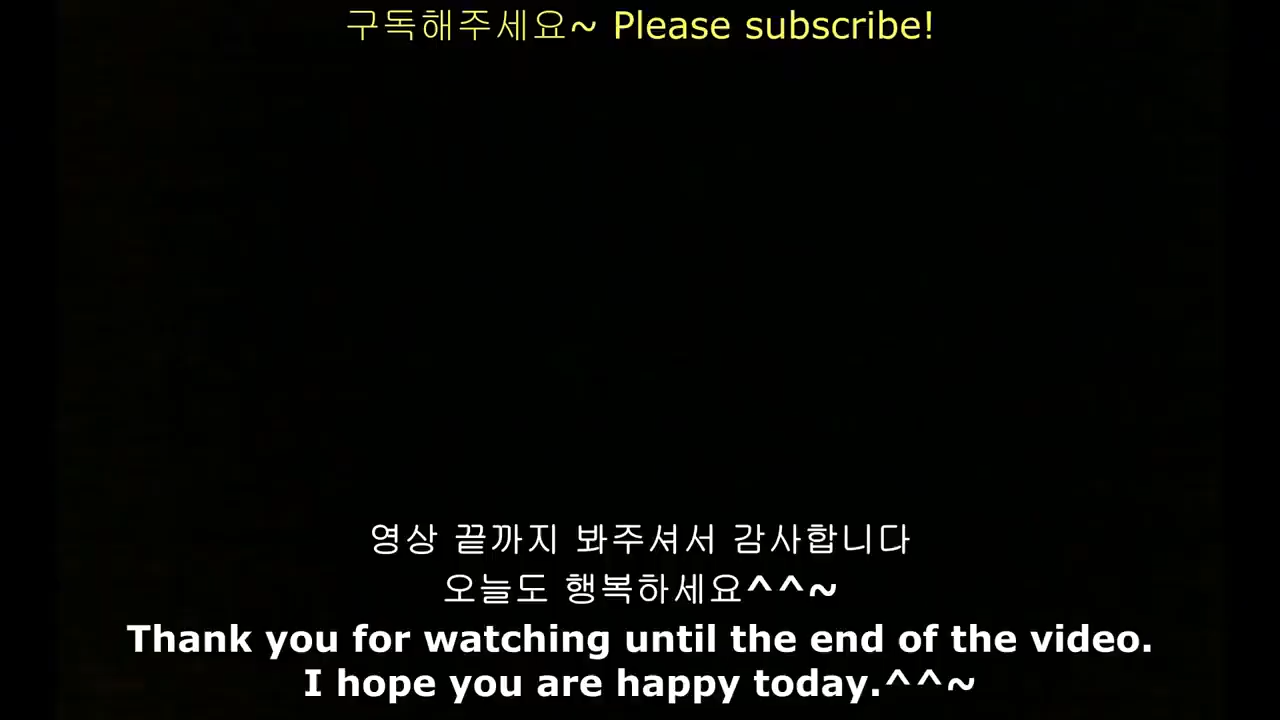 구독해주세요~ Please subscribe!
영상 끝까지 봐주셔서 감사합니다
오늘도 행복하세요^^~
Thank you for watching until the end of the video.
I hope you are happy today.^^~